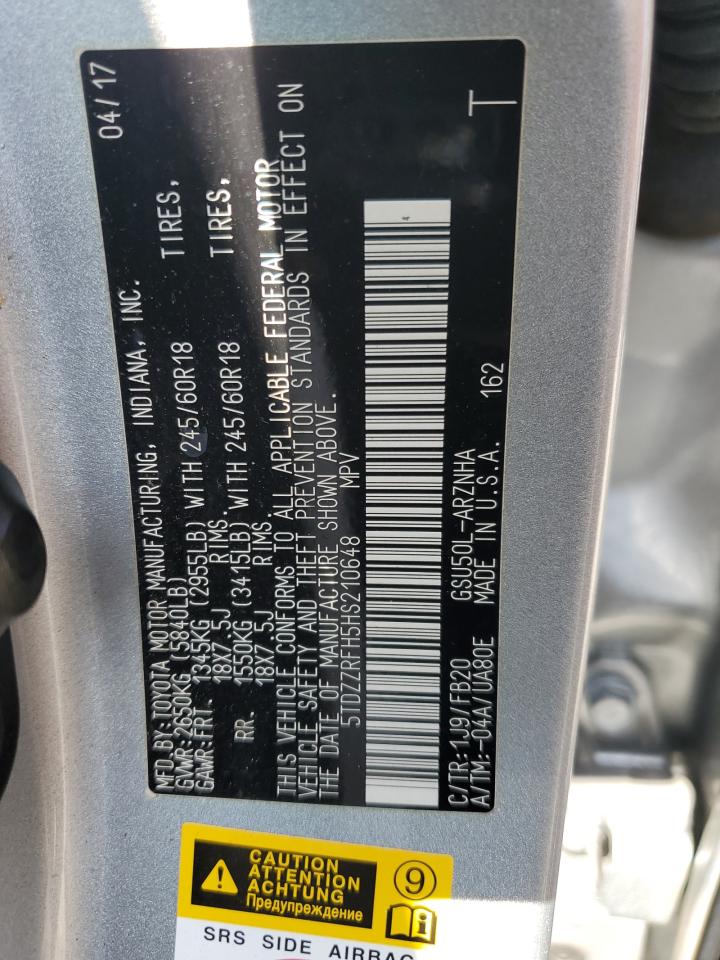 MFD.BY:TOYOTA MOTOR MANUFACTURING, INDIANA, INC. 04/17
GVWR:2650KG (5840LB)
GAWR:FRT. 1345KG (2955LB) WITH 245/60R18 TIRES,
18X7.5J RIMS.
RR. 1550KG (3415LB) WITH 245/60R18 TIRES,
18X7.5J RIMS.
THIS VEHICLE CONFORMS TO ALL APPLICABLE FEDERAL MOTOR
VEHICLE SAFETY AND THEFT PREVENTION STANDARDS IN EFFECT ON
THE DATE OF MANUFACTURE SHOWN ABOVE.
5TDZZRFH5HS210648 MPV
4
C/TR:1J9/FB20 GSU50L-ARZNHA T
A/TM:-04A/UA80E MADE IN U.S.A. 162
CAUTION
ATTENTION
ACHTUNG
Предупреждение
9
i
SRS SIDE AIRBAG